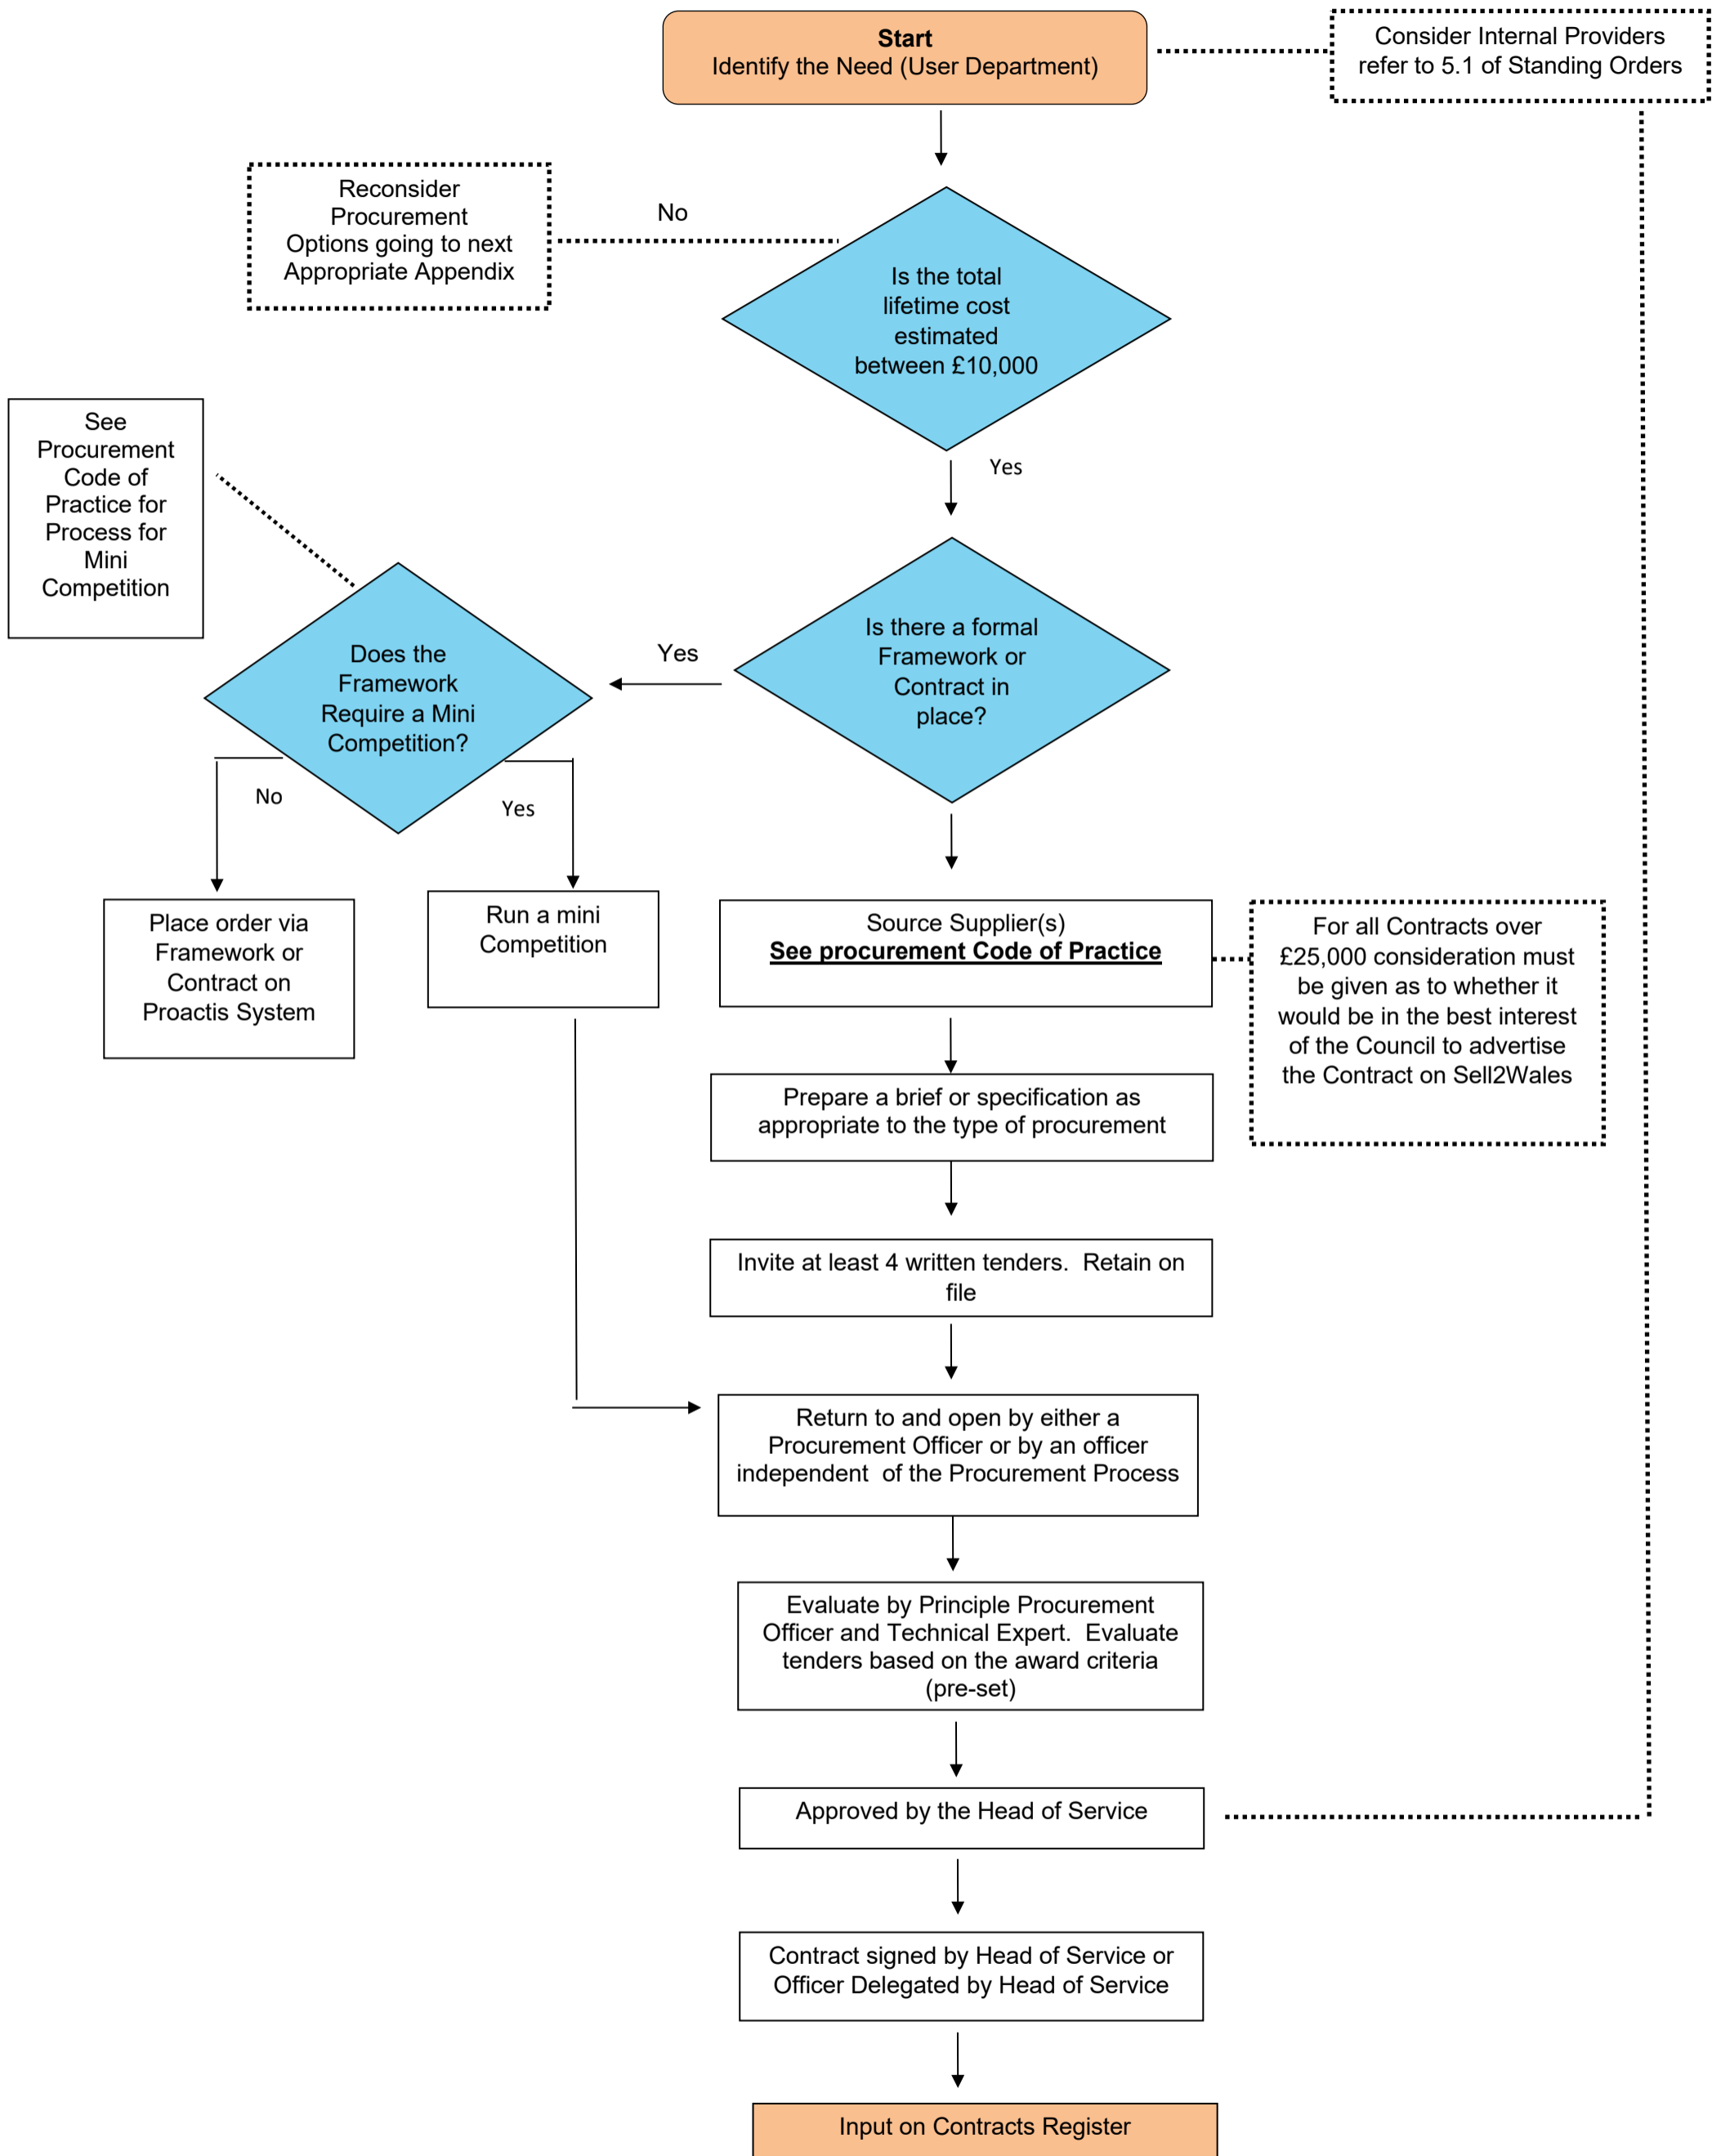 Start
Identify the Need (User Department)
Consider Internal Providers
refer to 5.1 of Standing Orders
Reconsider
Procurement
Options going to next
Appropriate Appendix
No
Is the total
lifetime cost
estimated
between £10,000
Yes
See
Procurement
Code of
Practice for
Process for
Mini
Competition
Is there a formal
Framework or
Contract in
place?
Yes
Does the
Framework
Require a Mini
Competition?
No
Yes
Place order via
Framework or
Contract on
Proactis System
Run a mini
Competition
Source Supplier(s)
See procurement Code of Practice
For all Contracts over
£25,000 consideration must
be given as to whether it
would be in the best interest
of the Council to advertise
the Contract on Sell2Wales
Prepare a brief or specification as
appropriate to the type of procurement
Invite at least 4 written tenders.  Retain on
file
Return to and open by either a
Procurement Officer or by an officer
independent  of the Procurement Process
Evaluate by Principle Procurement
Officer and Technical Expert.  Evaluate
tenders based on the award criteria
(pre-set)
Approved by the Head of Service
Contract signed by Head of Service or
Officer Delegated by Head of Service
Input on Contracts Register